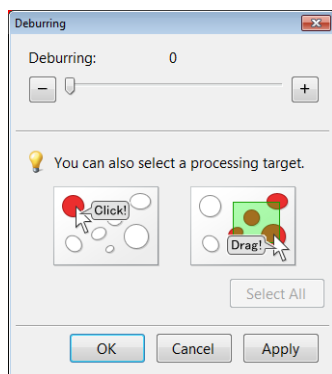 Deburring
Deburring: 0
You can also select a processing target.
Click!
Drag!
Select All
OK Cancel Apply